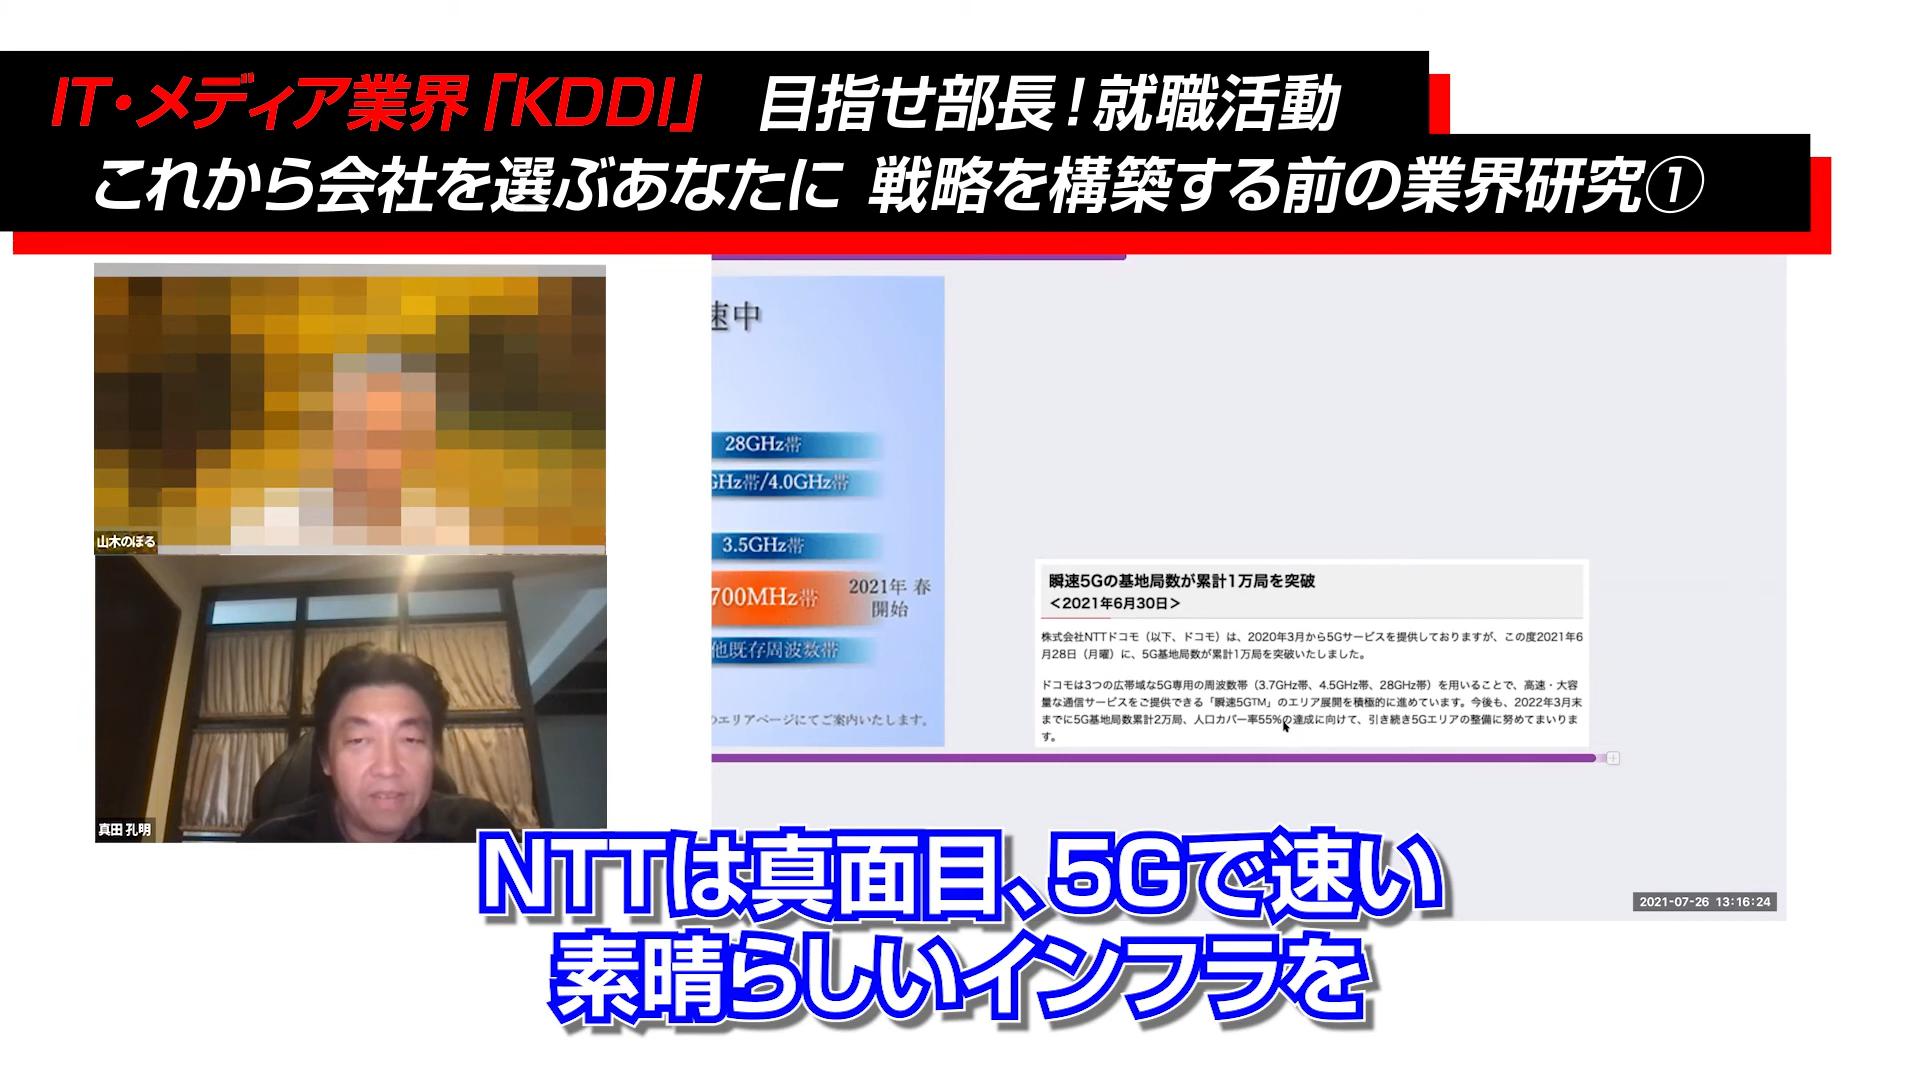 IT・メディア業界「KDDI」 目指せ部長！就職活動
これから会社を選ぶあなたに 戦略を構築する前の業界研究①
山木のぼる
真田 孔明
速中
28GHz帯
GHz帯/4.0GHz帯
3.5GHz帯
700MHz帯
2021年 春
開始
他既存周波数帯
のエリアページにてご案内いたします。
瞬速5Gの基地局数が累計1万局を突破
＜2021年6月30日＞
株式会社NTTドコモ（以下、ドコモ）は、2020年3月から5Gサービスを提供しておりますが、この度2021年6
月28日（月曜）に、5G基地局数が累計1万局を突破いたしました。
ドコモは3つの広帯域な5G専用の周波数帯（3.7GHz帯、4.5GHz帯、28GHz帯）を用いることで、高速・大容
量な通信サービスをご提供できる「瞬速5G™」のエリア展開を積極的に進めています。今後も、2022年3月末
までに5G基地局数累計2万局、人口カバー率55%の達成に向けて、引き続き5Gエリアの整備に努めてまいりま
す。
2021-07-26 13:16:24
NTTは真面目、5Gで速い
素晴らしいインフラを